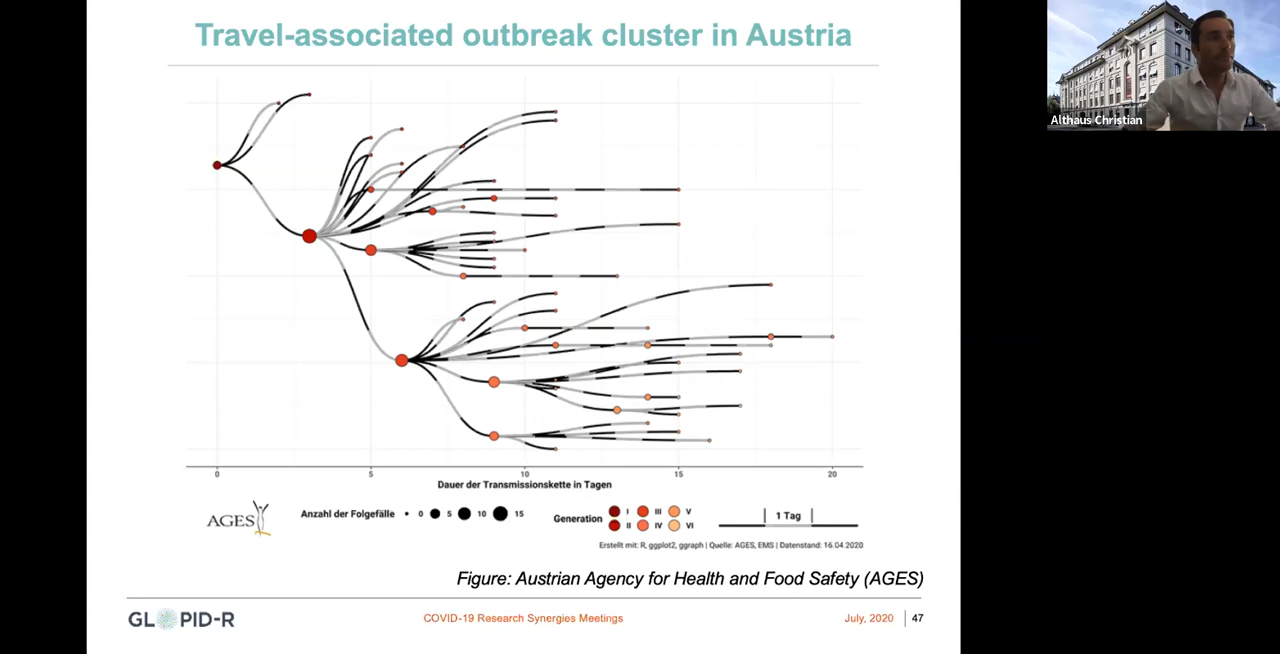 Travel-associated outbreak cluster in Austria
Althaus Christian
0 5 10 15 20
Dauer der Transmissionskette in Tagen
AGES
Anzahl der Folgefälle 0 5 10 15
Generation I III V
II IV VI
1 Tag
Erstellt mit: R, ggplot2, ggraph | Quelle: AGES, EMS | Datenstand: 16.04.2020
Figure: Austrian Agency for Health and Food Safety (AGES)
GLOPID-R
COVID-19 Research Synergies Meetings
July, 2020 47